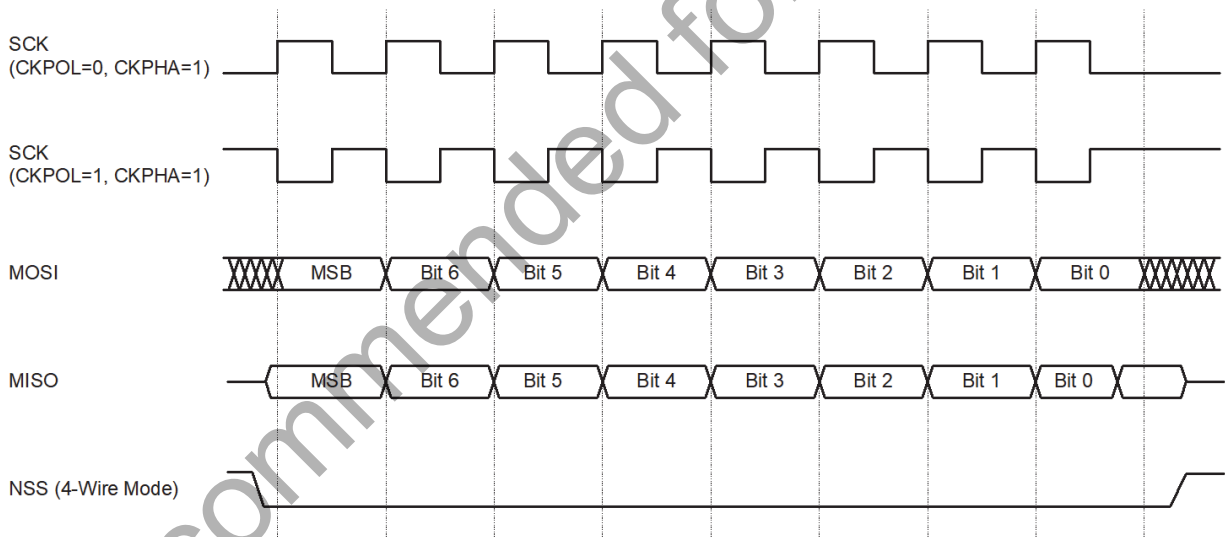 SCK
(CKPOL=0, CKPHA=1)
SCK
(CKPOL=1, CKPHA=1)
MOSI
MSB Bit 6 Bit 5 Bit 4 Bit 3 Bit 2 Bit 1 Bit 0
MISO
MSB Bit 6 Bit 5 Bit 4 Bit 3 Bit 2 Bit 1 Bit 0
NSS (4-Wire Mode)
ommended fo